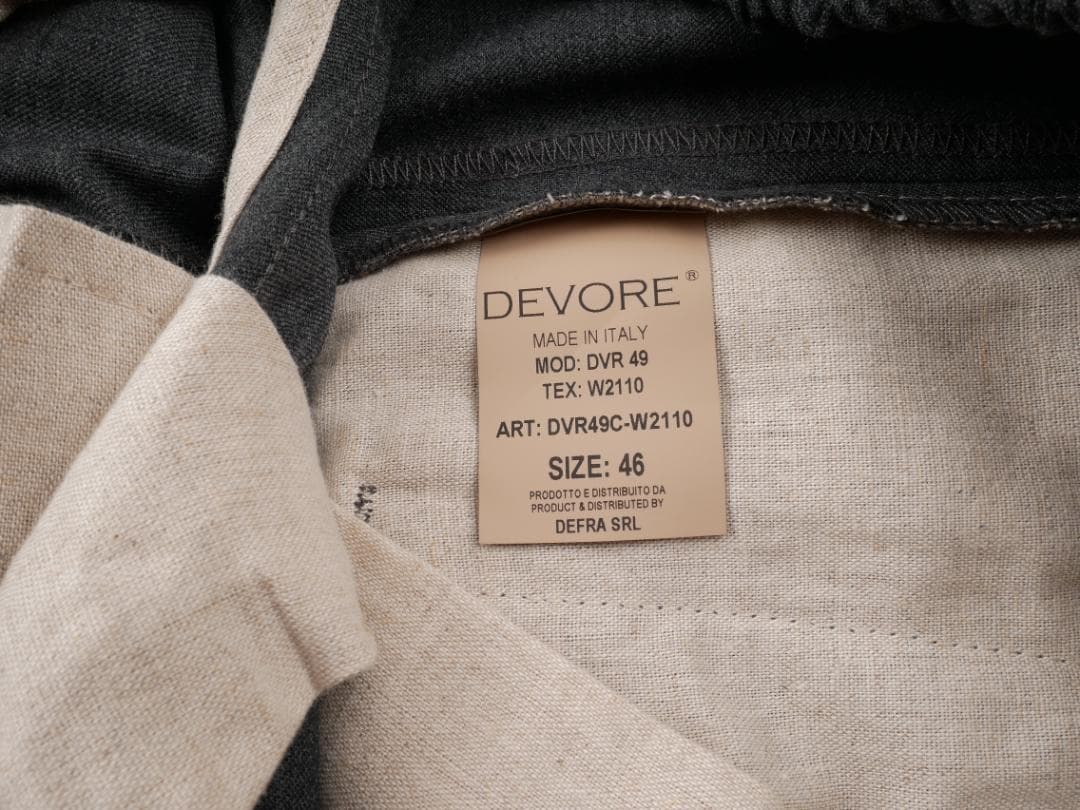 DEVORE®
MADE IN ITALY
MOD: DVR 49
TEX: W2110
ART: DVR49C-W2110
SIZE: 46
PRODOTTO E DISTRIBUITO DA
PRODUCT & DISTRIBUTED BY
DEFRA SRL